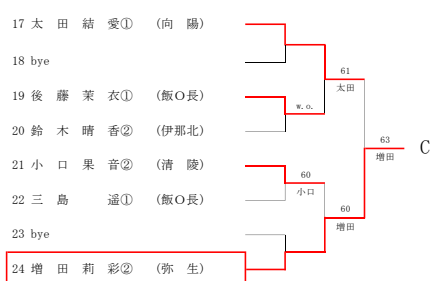 17 太 田 結 愛① (向 陽)
18 bye
61
太田
19 後 藤 茉 衣① (飯O長)
w.o.
20 鈴 木 晴 香② (伊那北)
63
増田
C
21 小 口 果 音② (清 陵)
60
小口
22 三 島 遥① (飯O長)
60
増田
23 bye
24 増 田 莉 彩② (弥 生)